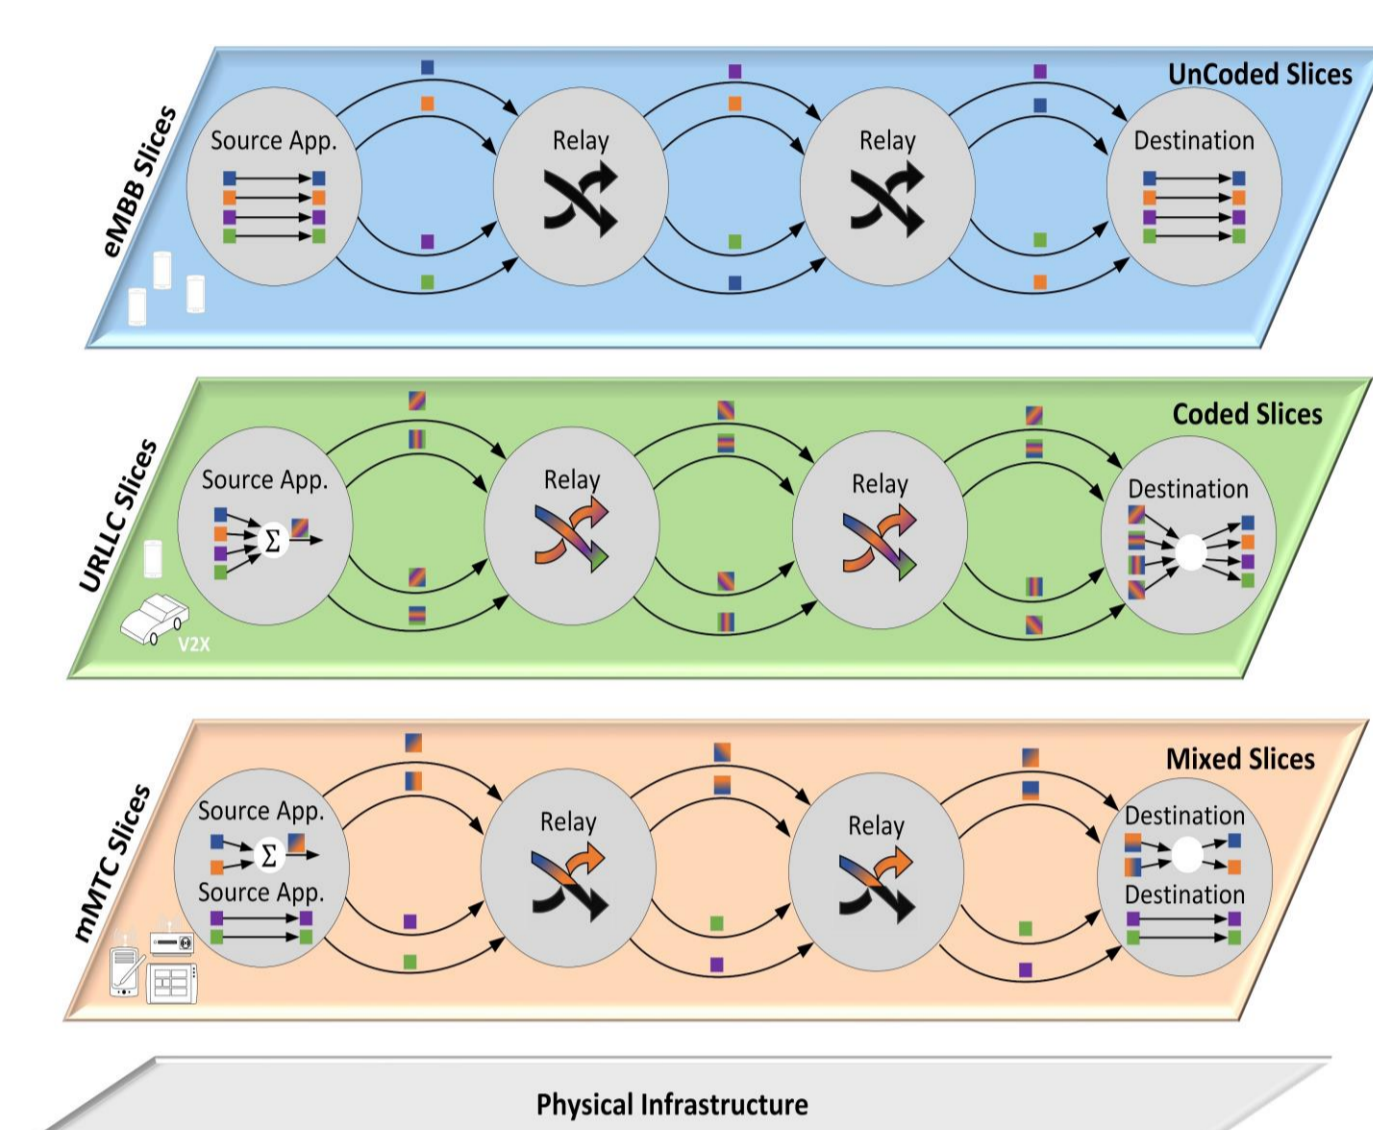 UnCoded Slices
eMBB Slices
Source App.
Relay
Relay
Destination
Coded Slices
URLLC Slices
Source App.
Σ
Relay
Relay
Destination
V2X
Mixed Slices
mMTC Slices
Source App.
Σ
Source App.
Relay
Relay
Destination
Destination
Physical Infrastructure